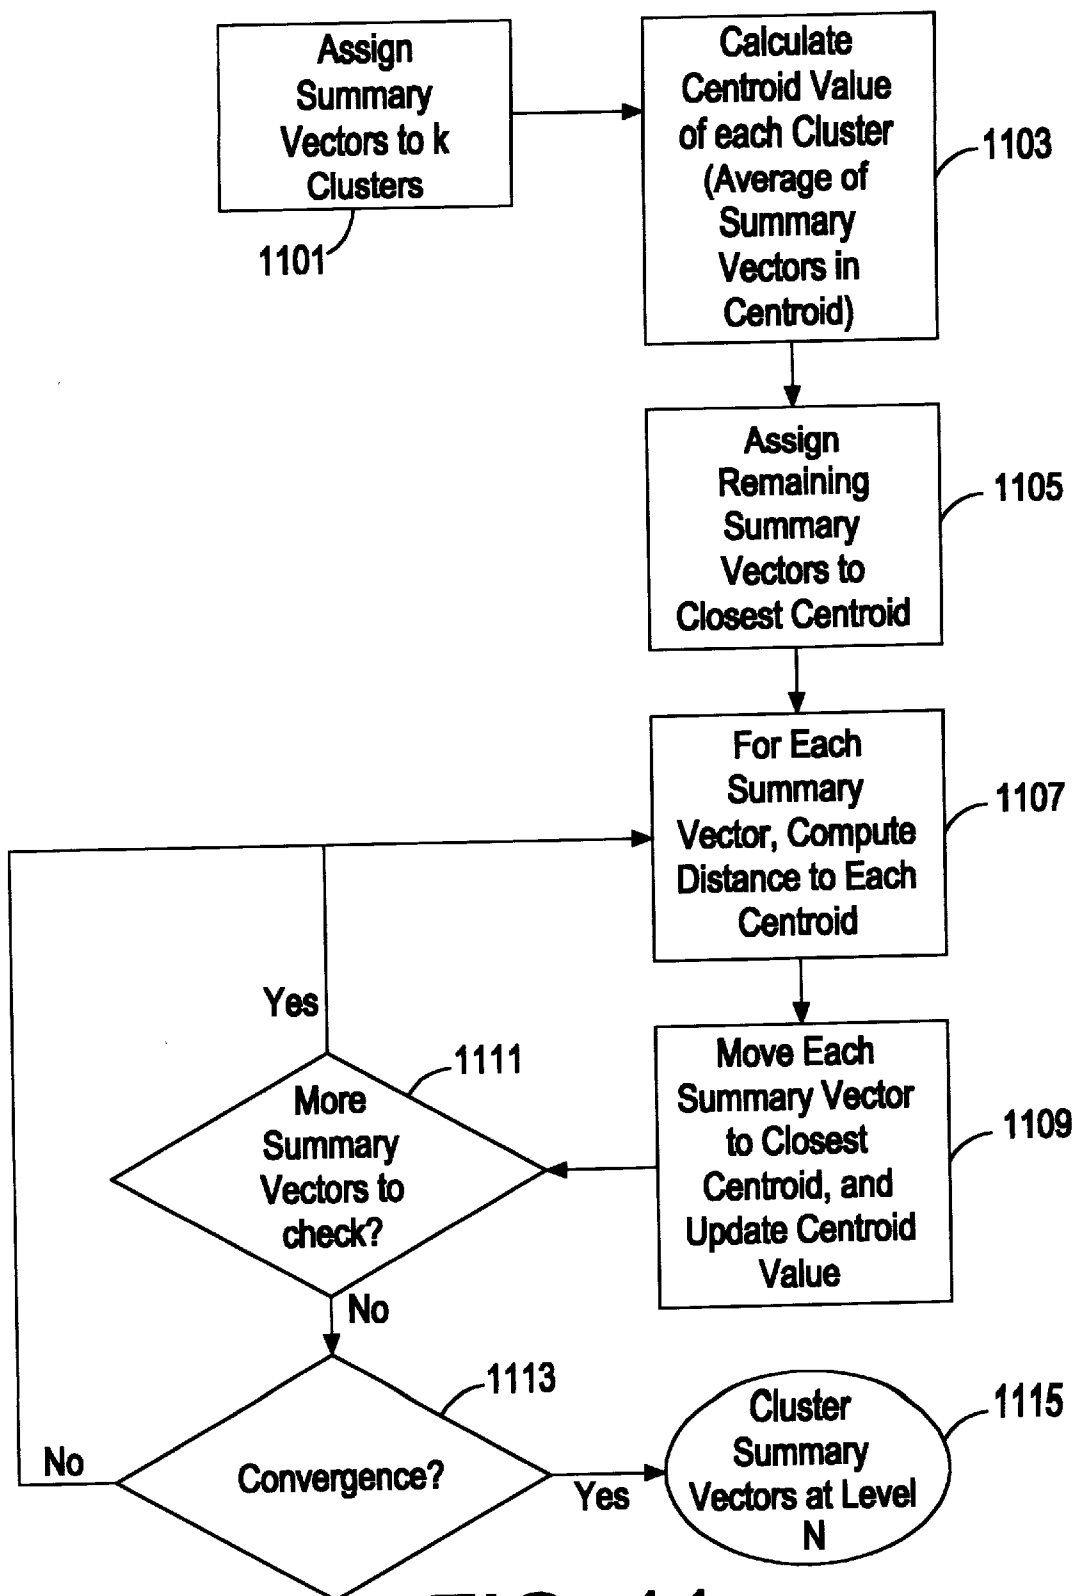 Assign
Summary
Vectors to k
Clusters
1101
Calculate
Centroid Value
of each Cluster
(Average of
Summary
Vectors in
Centroid)
1103
Assign
Remaining
Summary
Vectors to
Closest Centroid
1105
For Each
Summary
Vector, Compute
Distance to Each
Centroid
1107
Move Each
Summary Vector
to Closest
Centroid, and
Update Centroid
Value
1109
Yes
1111
More
Summary
Vectors to
check?
No
1113
Convergence?
No
Yes
Cluster
Summary
Vectors at Level
N
1115